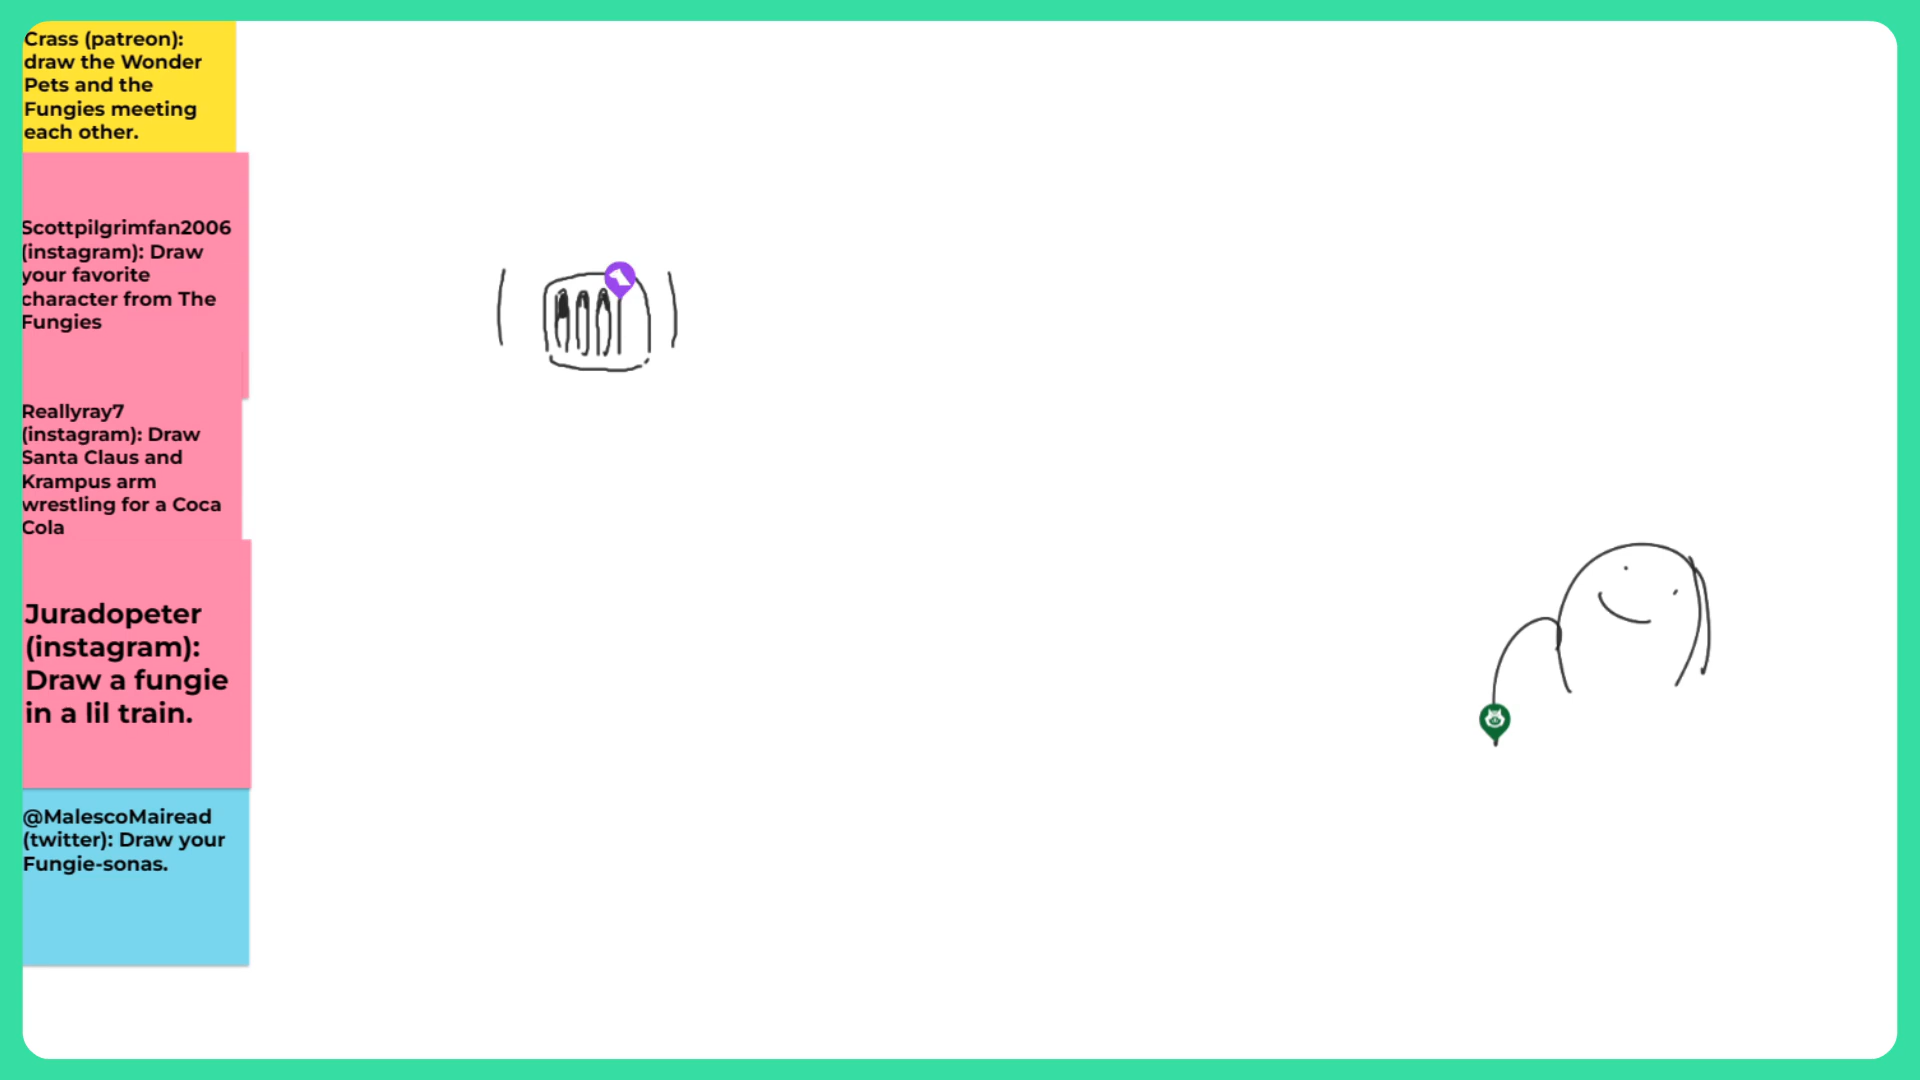 Crass (patreon):
draw the Wonder
Pets and the
Fungies meeting
each other.
Scottpilgrimfan2006
(instagram): Draw
your favorite
character from The
Fungies
Reallyray7
(instagram): Draw
Santa Claus and
Krampus arm
wrestling for a Coca
Cola
Juradopeter
(instagram):
Draw a fungie
in a lil train.
@MalescoMairead
(twitter): Draw your
Fungie-sonas.